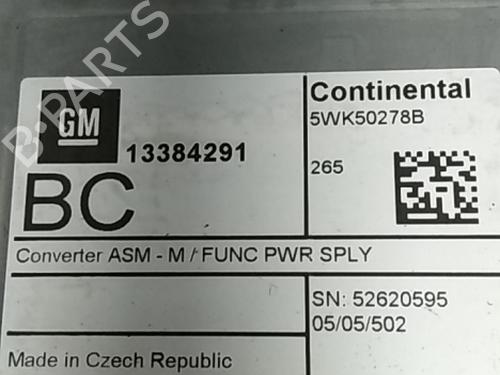 GM
13384291
BC
Continental
5WK50278B
265
Converter ASM - M / FUNC PWR SPLY
SN: 52620595
05/05/502
Made in Czech Republic
B-PARTS